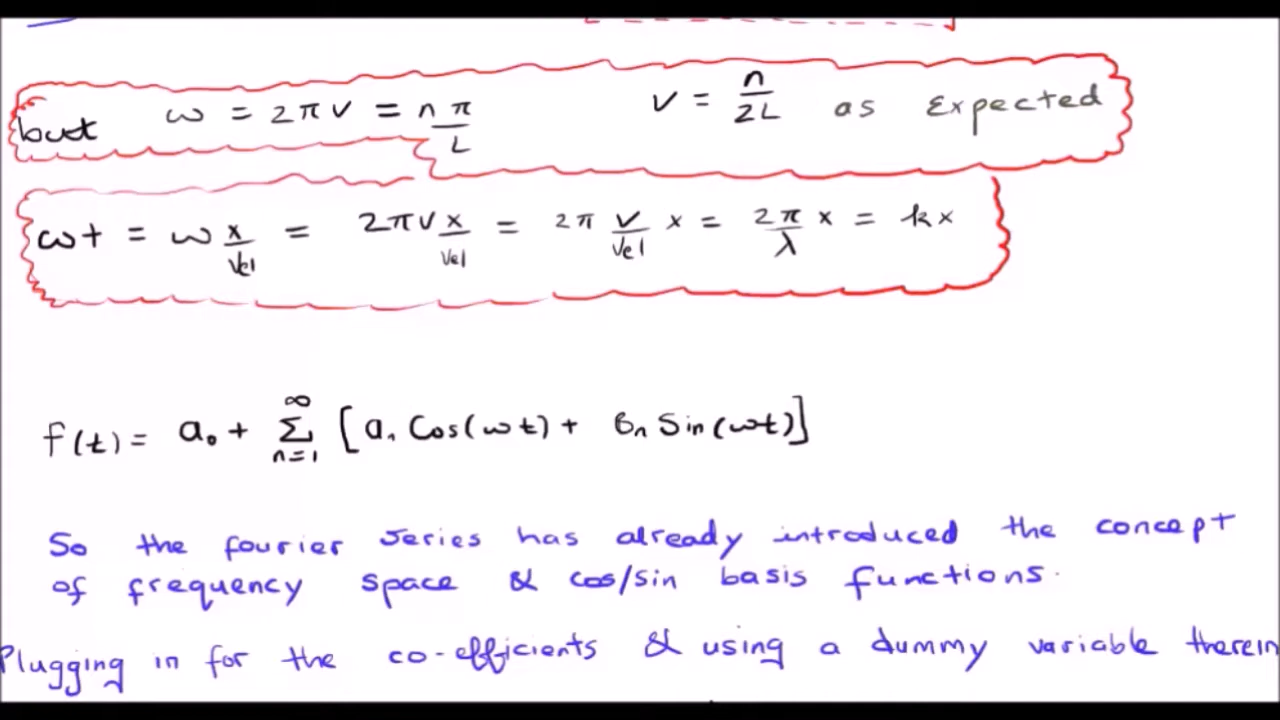 but ω = 2πν = nπ/L ν = n/2L as Expected
ωt = ω x/vel = 2πν x/vel = 2π ν/vel x = 2π/λ x = kx
f(t) = a₀ + ∑ₙ₌₁^∞ [aₙ Cos(ωt) + bₙ Sin(ωt)]
So the fourier series has already introduced the concept
of frequency space & cos/sin basis functions.
Plugging in for the co-efficients & using a dummy variable therein